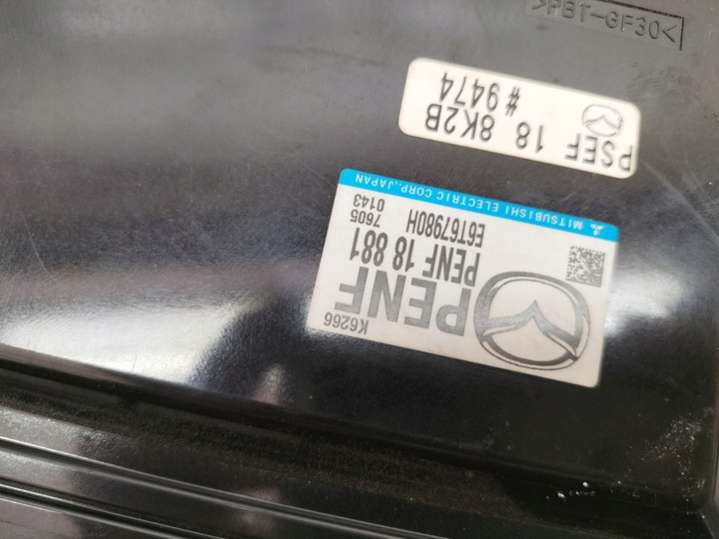 K6266
PENF
PENF 18 881
E6T67980H
7605
0143
MITSUBISHI ELECTRIC CORP.,JAPAN
PSEF 18 8K2B
# 9474
>PBT-GF30<